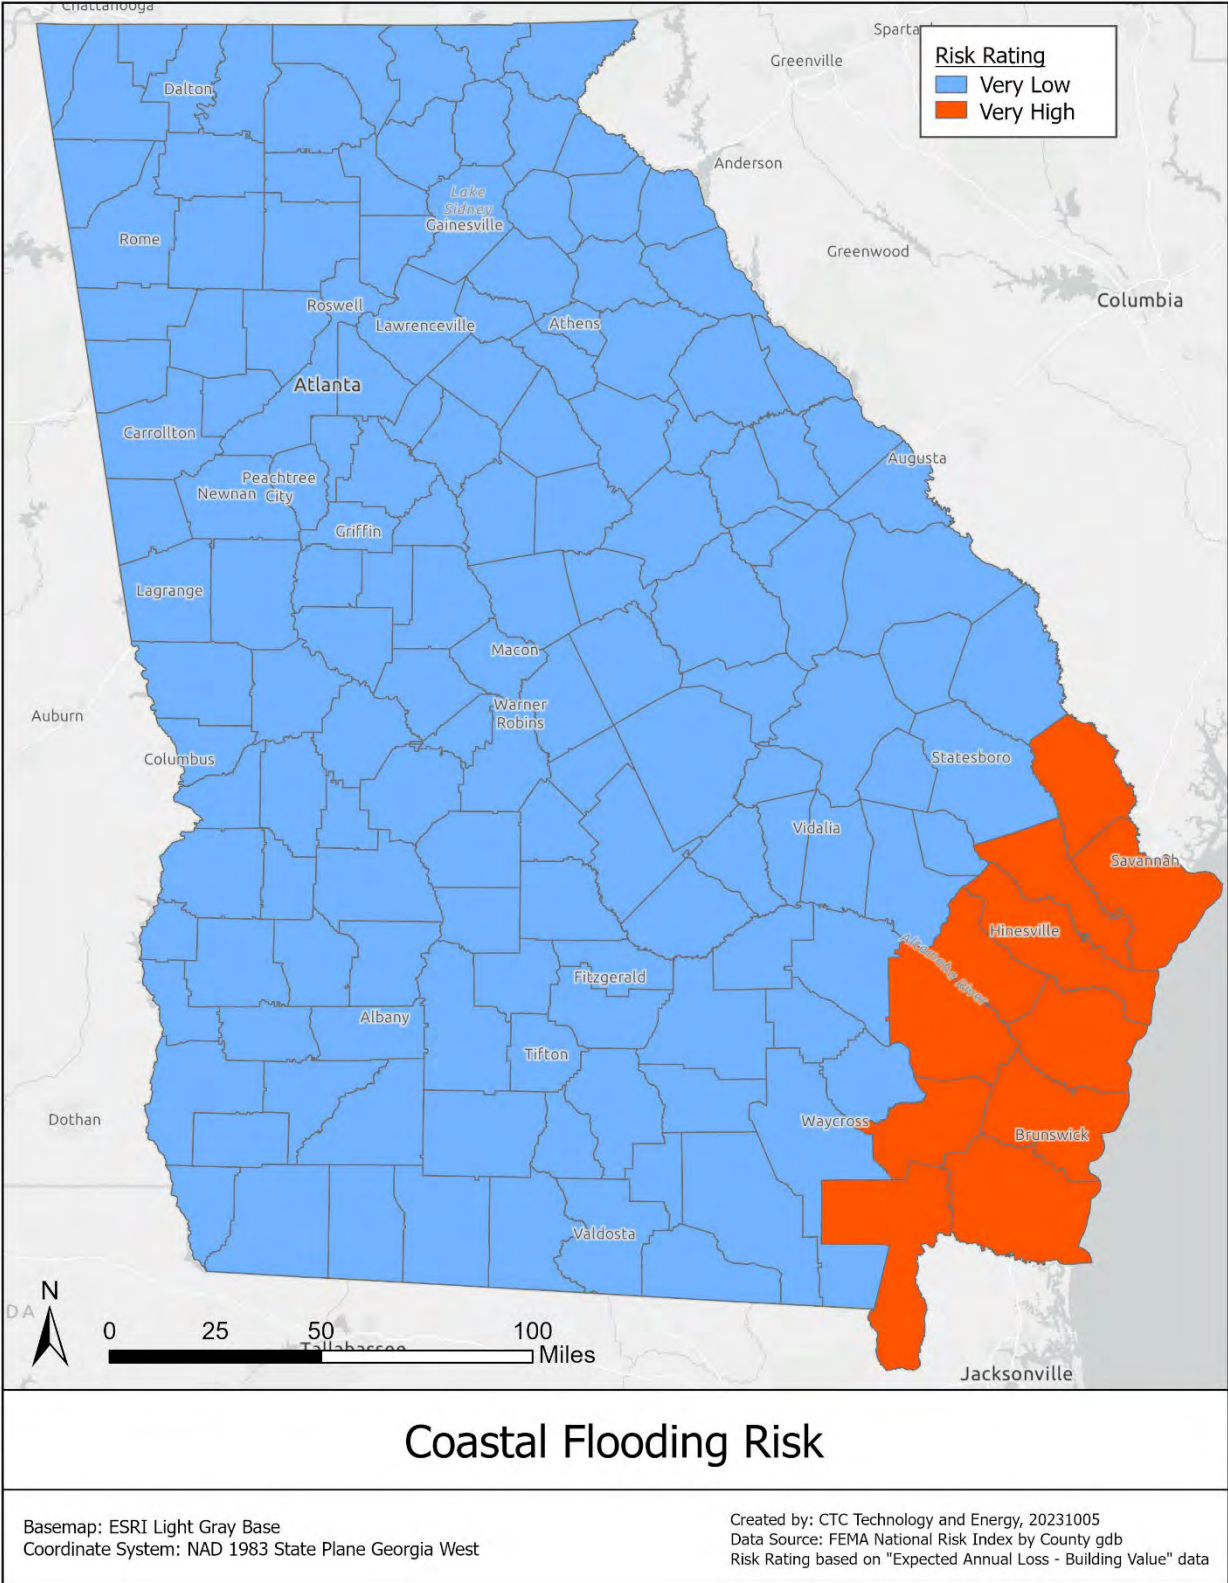 Chattanooga
Sparta
Risk Rating
Very Low
Very High
Greenville
Dalton
Anderson
Lake
Sidney
Gainesville
Rome
Greenwood
Columbia
Roswell
Lawrenceville
Athens
Atlanta
Carrollton
Augusta
Peachtree
City
Newnan
Griffin
Lagrange
Macon
Warner
Robins
Auburn
Columbus
Statesboro
Vidalia
Savannah
Hinesville
Altamaha River
Fitzgerald
Albany
Tifton
Dothan
Waycross
Brunswick
Valdosta
N
DA
0 25 50 100
Miles
Tallahassee
Jacksonville
Coastal Flooding Risk
Basemap: ESRI Light Gray Base
Coordinate System: NAD 1983 State Plane Georgia West
Created by: CTC Technology and Energy, 20231005
Data Source: FEMA National Risk Index by County gdb
Risk Rating based on "Expected Annual Loss - Building Value" data